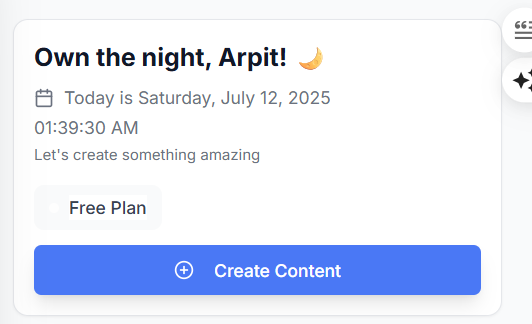 Own the night, Arpit! 🌙
Today is Saturday, July 12, 2025
01:39:30 AM
Let's create something amazing
Free Plan
Create Content